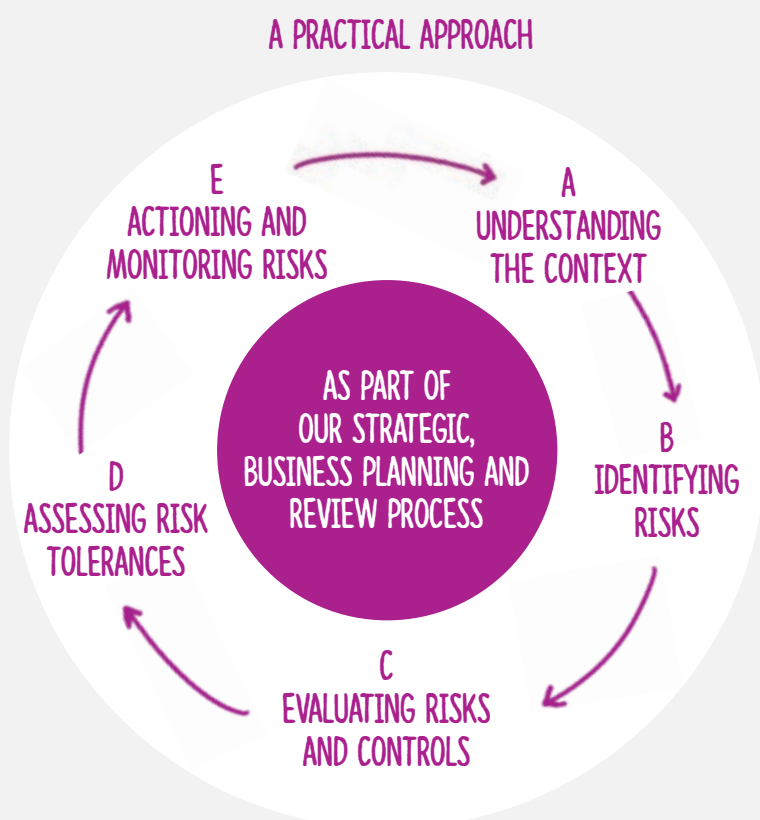 A PRACTICAL APPROACH
A
UNDERSTANDING
THE CONTEXT
B
IDENTIFYING
RISKS
C
EVALUATING RISKS
AND CONTROLS
D
ASSESSING RISK
TOLERANCES
E
ACTIONING AND
MONITORING RISKS
AS PART OF
OUR STRATEGIC,
BUSINESS PLANNING AND
REVIEW PROCESS